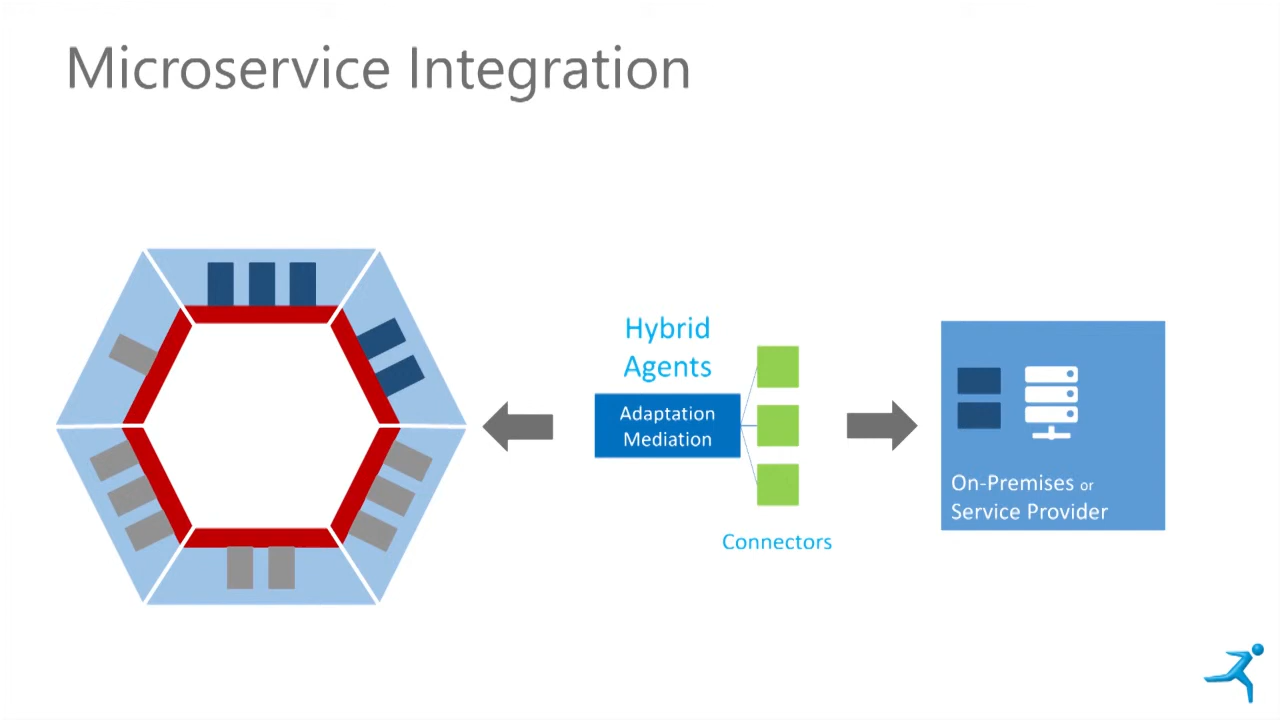 Microservice Integration
Hybrid
Agents
Adaptation
Mediation
Connectors
On-Premises or
Service Provider